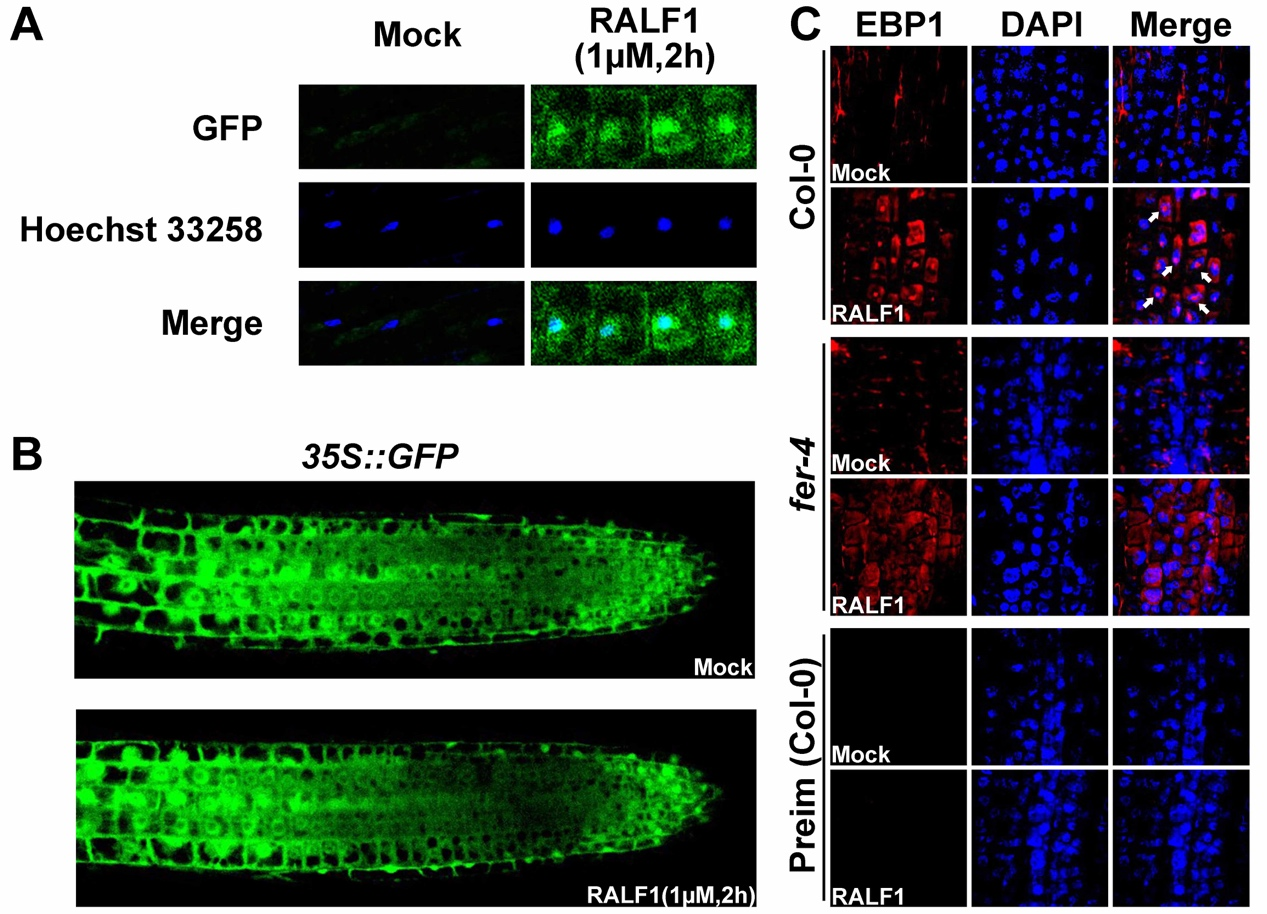 A
Mock
RALF1
(1µM,2h)
GFP
Hoechst 33258
Merge
B
35S::GFP
Mock
RALF1(1µM,2h)
C
EBP1
DAPI
Merge
Col-0
Mock
RALF1
fer-4
Mock
RALF1
Preim (Col-0)
Mock
RALF1